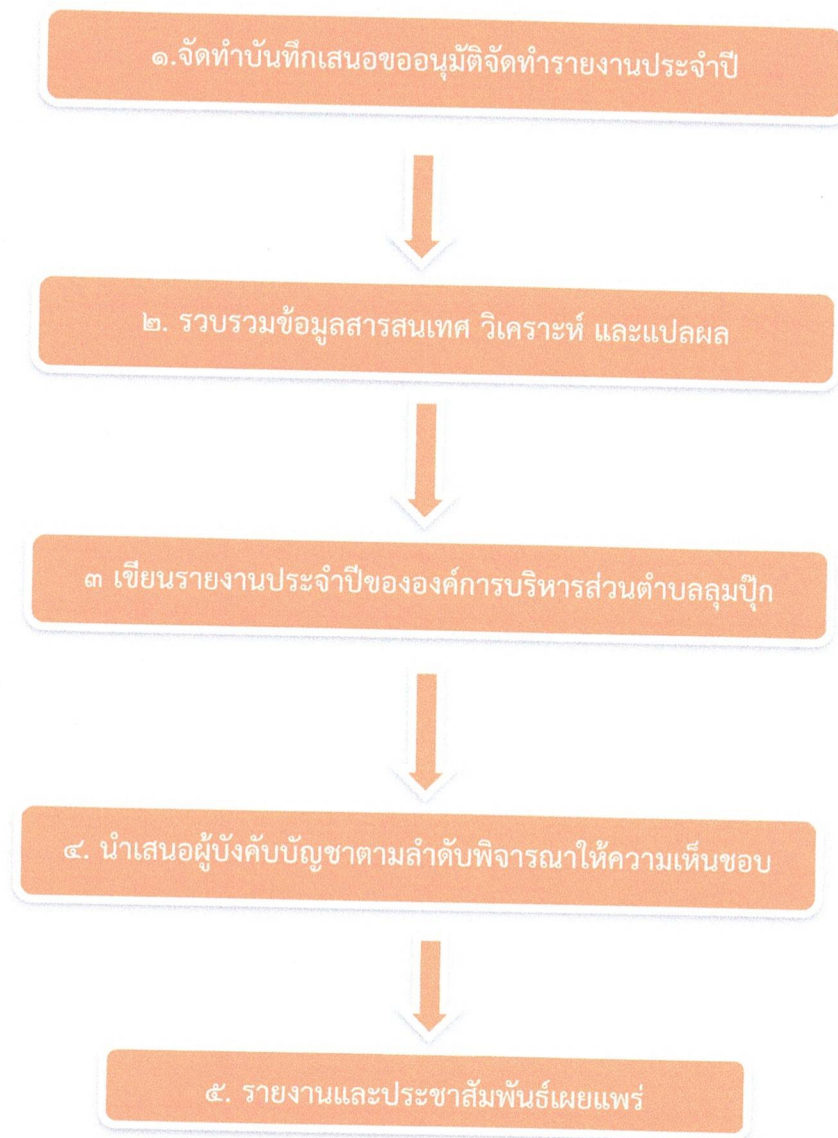 ๑.จัดทำบันทึกเสนอขออนุมัติจัดทำรายงานประจำปี
๒. รวบรวมข้อมูลสารสนเทศ วิเคราะห์ และแปลผล
๓ เขียนรายงานประจำปีขององค์การบริหารส่วนตำบลลุมปุ๊ก
๔. นำเสนอผู้บังคับบัญชาตามลำดับพิจารณาให้ความเห็นชอบ
๕. รายงานและประชาสัมพันธ์เผยแพร่